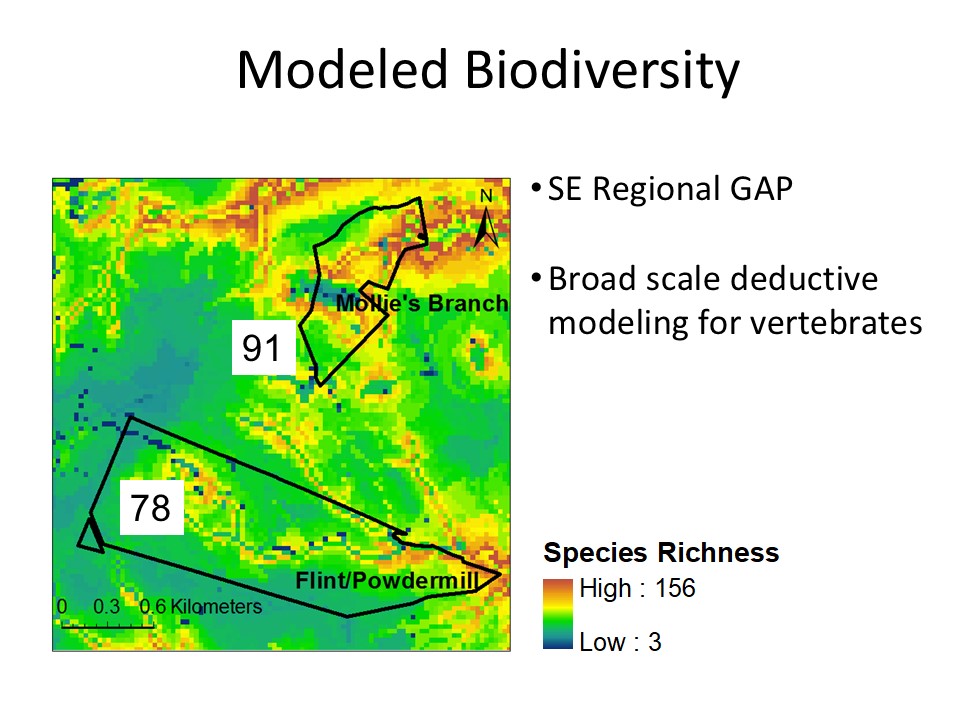 Modeled Biodiversity
• SE Regional GAP
• Broad scale deductive
modeling for vertebrates
N
Mollie's Branch
91
78
Flint/Powdermill
0 0.3 0.6 Kilometers
Species Richness
High : 156
Low : 3